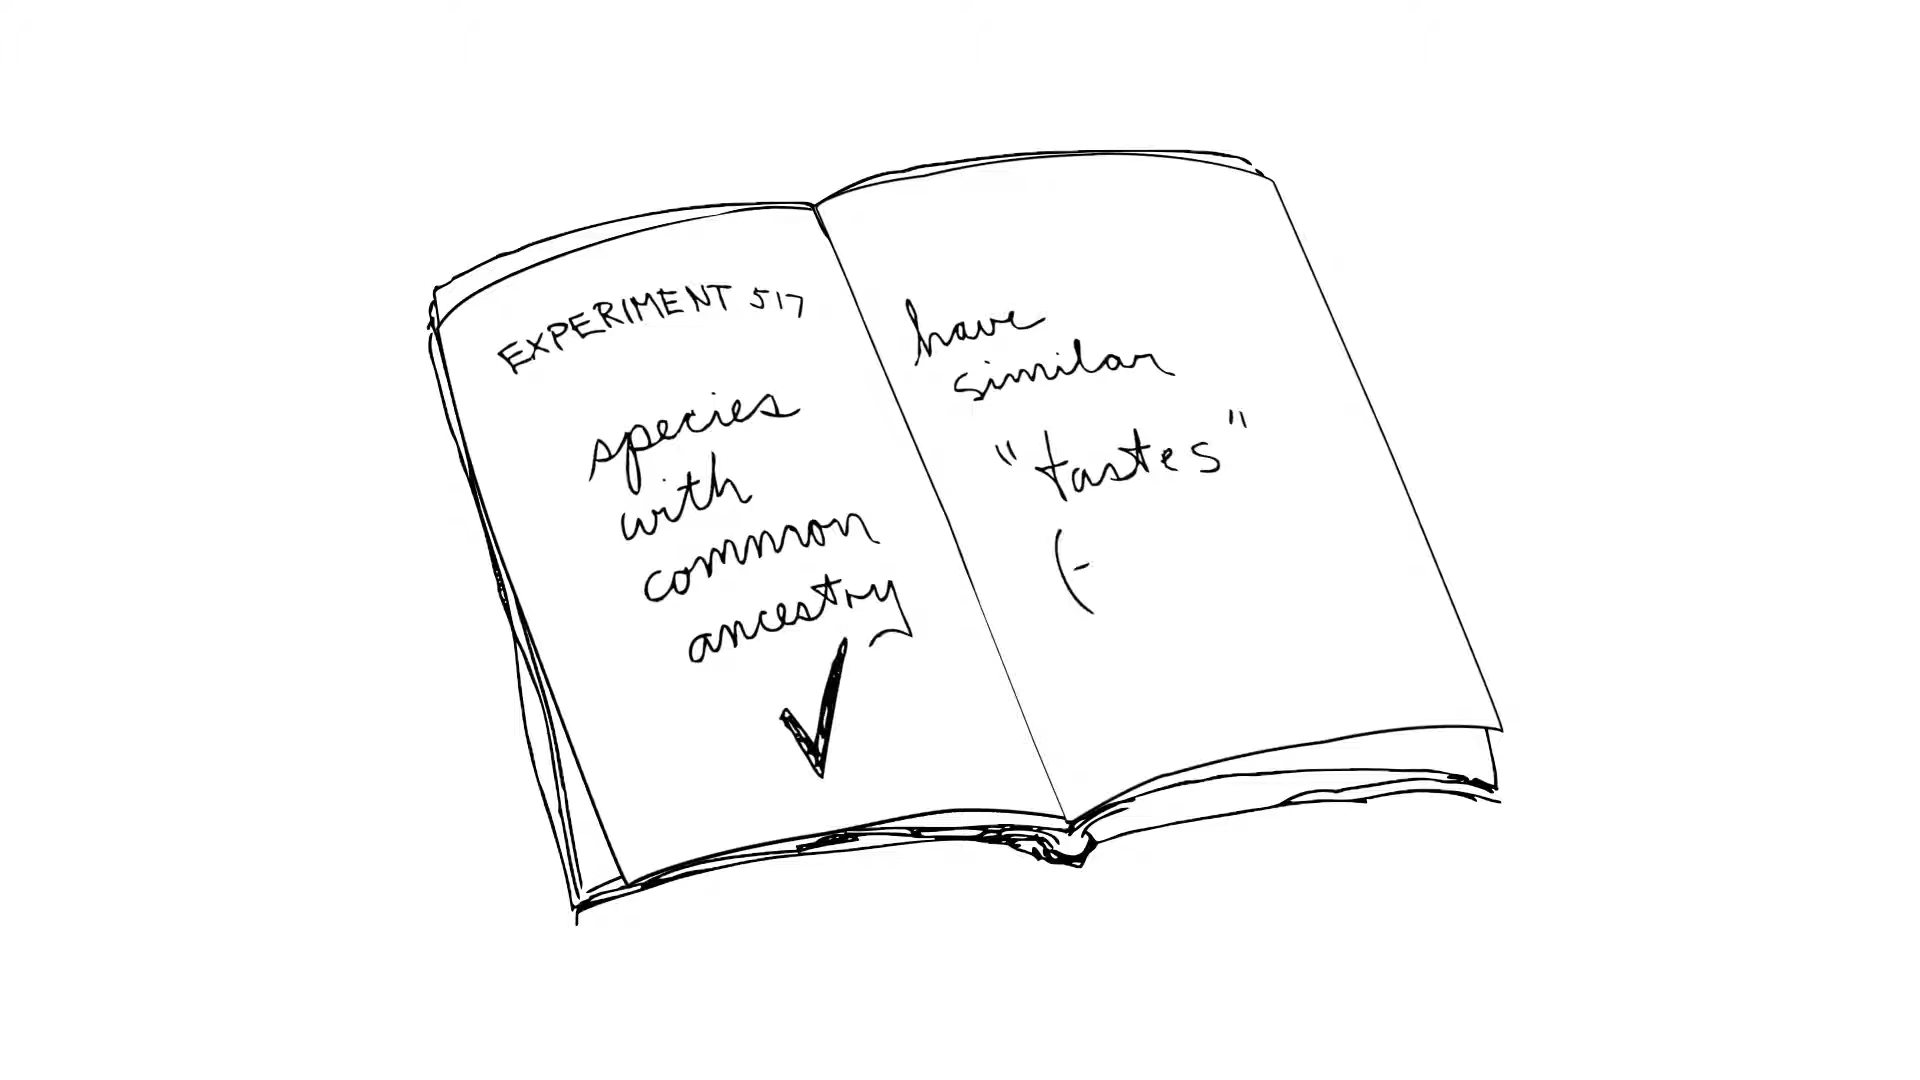 EXPERIMENT 517
species
with
common
ancestry
have
similar
"tastes"
(-